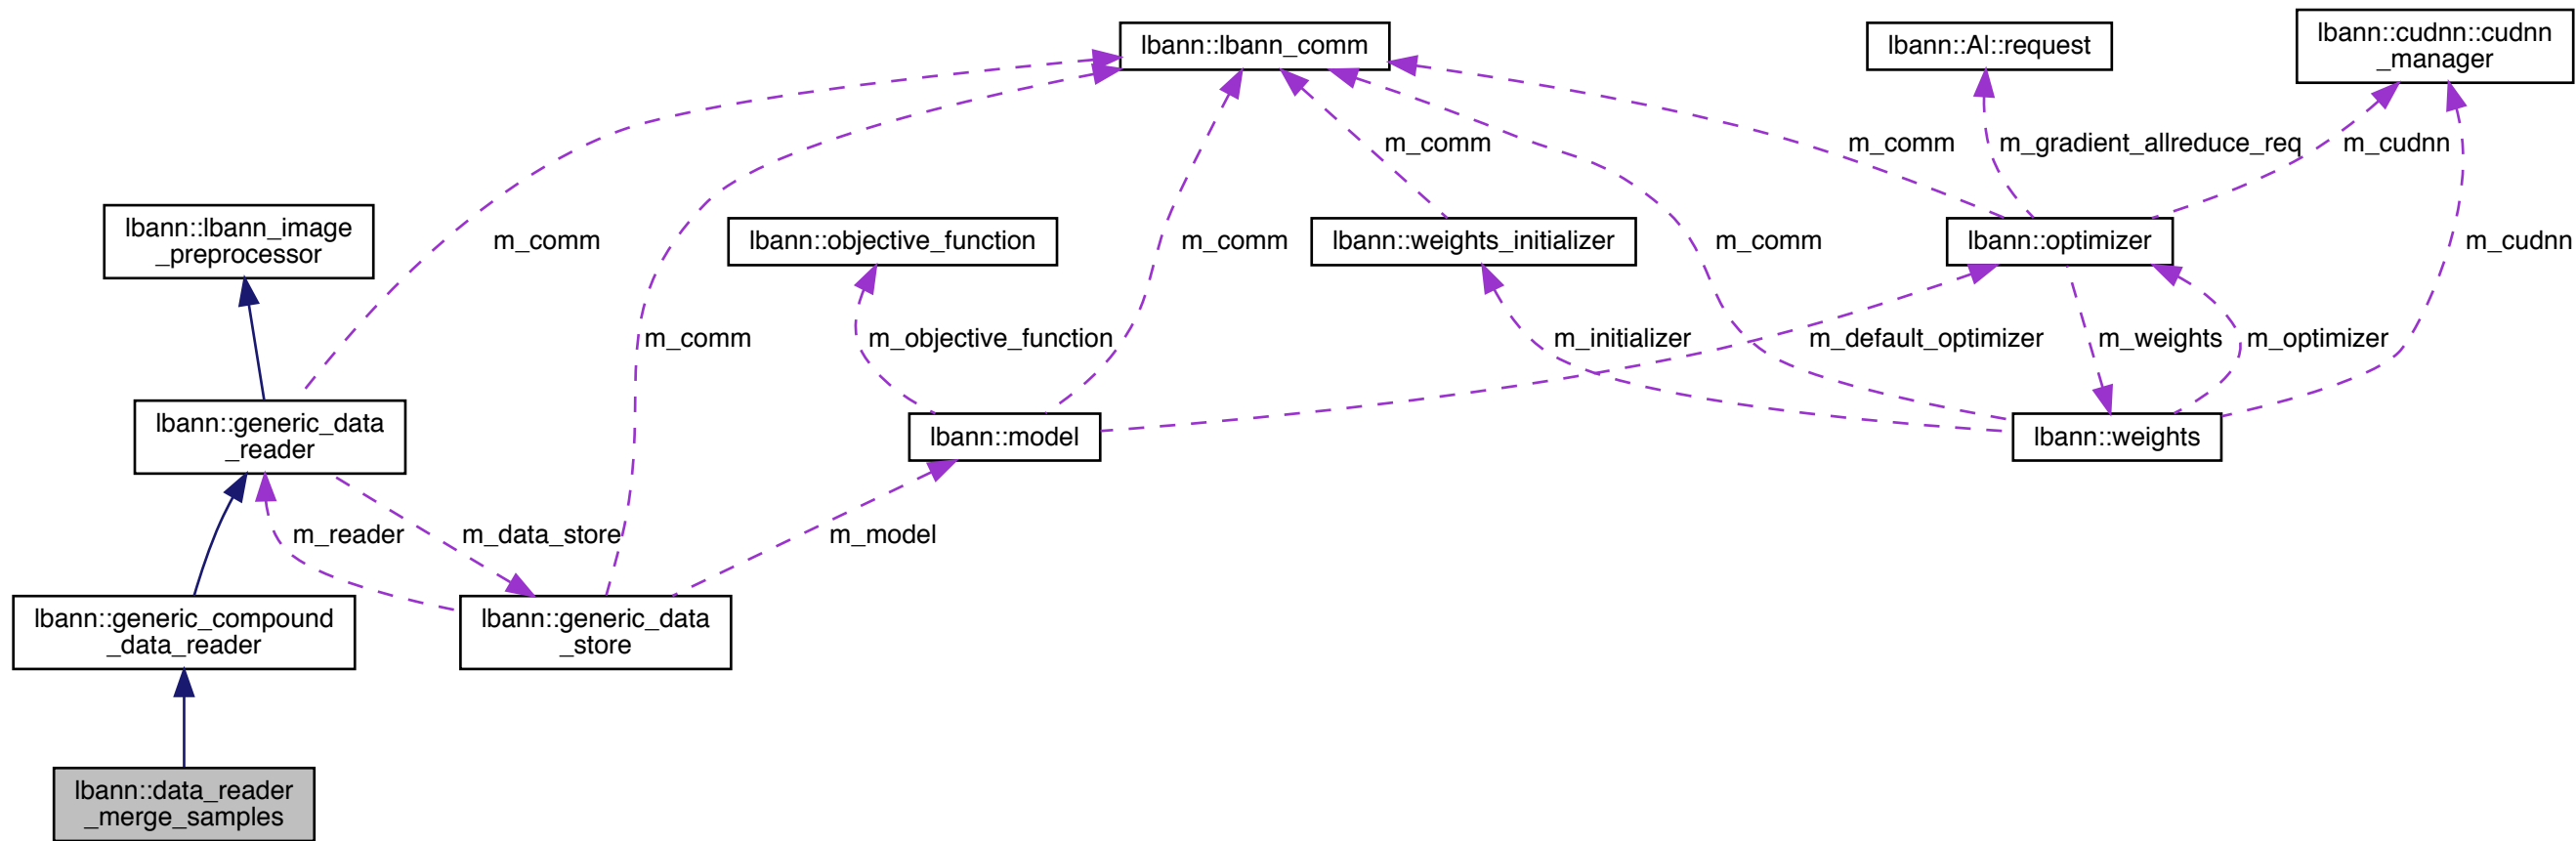 lbann::lbann_comm
lbann::Al::request
lbann::cudnn::cudnn
_manager
m_comm
m_comm
m_gradient_allreduce_req
m_cudnn
lbann::lbann_image
_preprocessor
m_comm
lbann::objective_function
m_comm
lbann::weights_initializer
m_comm
lbann::optimizer
m_cudnn
m_comm
m_objective_function
m_initializer
m_default_optimizer
m_weights
m_optimizer
lbann::generic_data
_reader
lbann::model
lbann::weights
m_reader
m_data_store
m_model
lbann::generic_compound
_data_reader
lbann::generic_data
_store
lbann::data_reader
_merge_samples